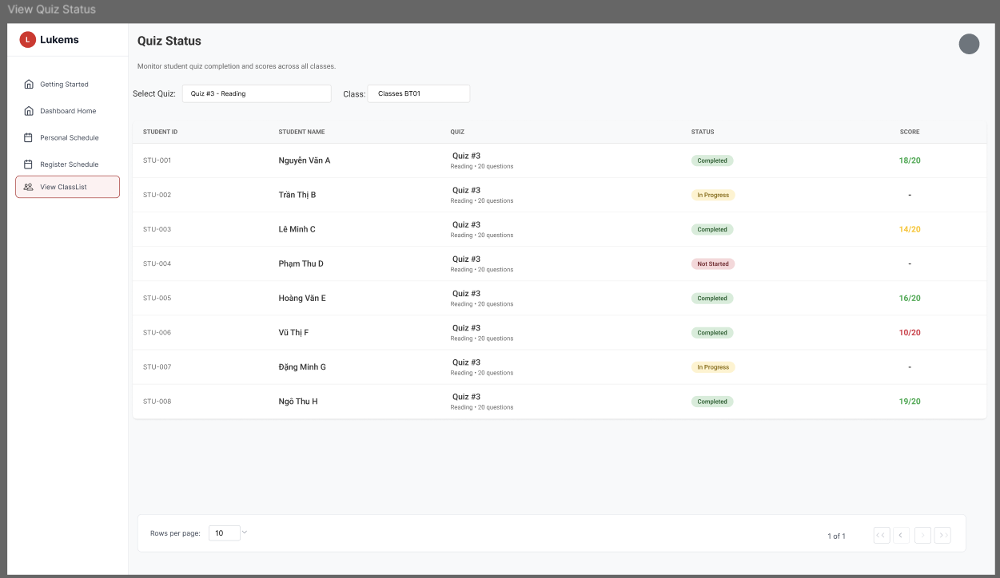 View Quiz Status
L Lukems
Getting Started
Dashboard Home
Personal Schedule
Register Schedule
View ClassList
Quiz Status
Monitor student quiz completion and scores across all classes.
Select Quiz: Quiz #3 - Reading Class: Classes BT01
STUDENT ID STUDENT NAME QUIZ STATUS SCORE
STU-001 Nguyễn Văn A Quiz #3 Completed 18/20
Reading • 20 questions
STU-002 Trần Thị B Quiz #3 In Progress -
Reading • 20 questions
STU-003 Lê Minh C Quiz #3 Completed 14/20
Reading • 20 questions
STU-004 Phạm Thu D Quiz #3 Not Started -
Reading • 20 questions
STU-005 Hoàng Văn E Quiz #3 Completed 16/20
Reading • 20 questions
STU-006 Vũ Thị F Quiz #3 Completed 10/20
Reading • 20 questions
STU-007 Đặng Minh G Quiz #3 In Progress -
Reading • 20 questions
STU-008 Ngô Thu H Quiz #3 Completed 19/20
Reading • 20 questions
Rows per page: 10 1 of 1